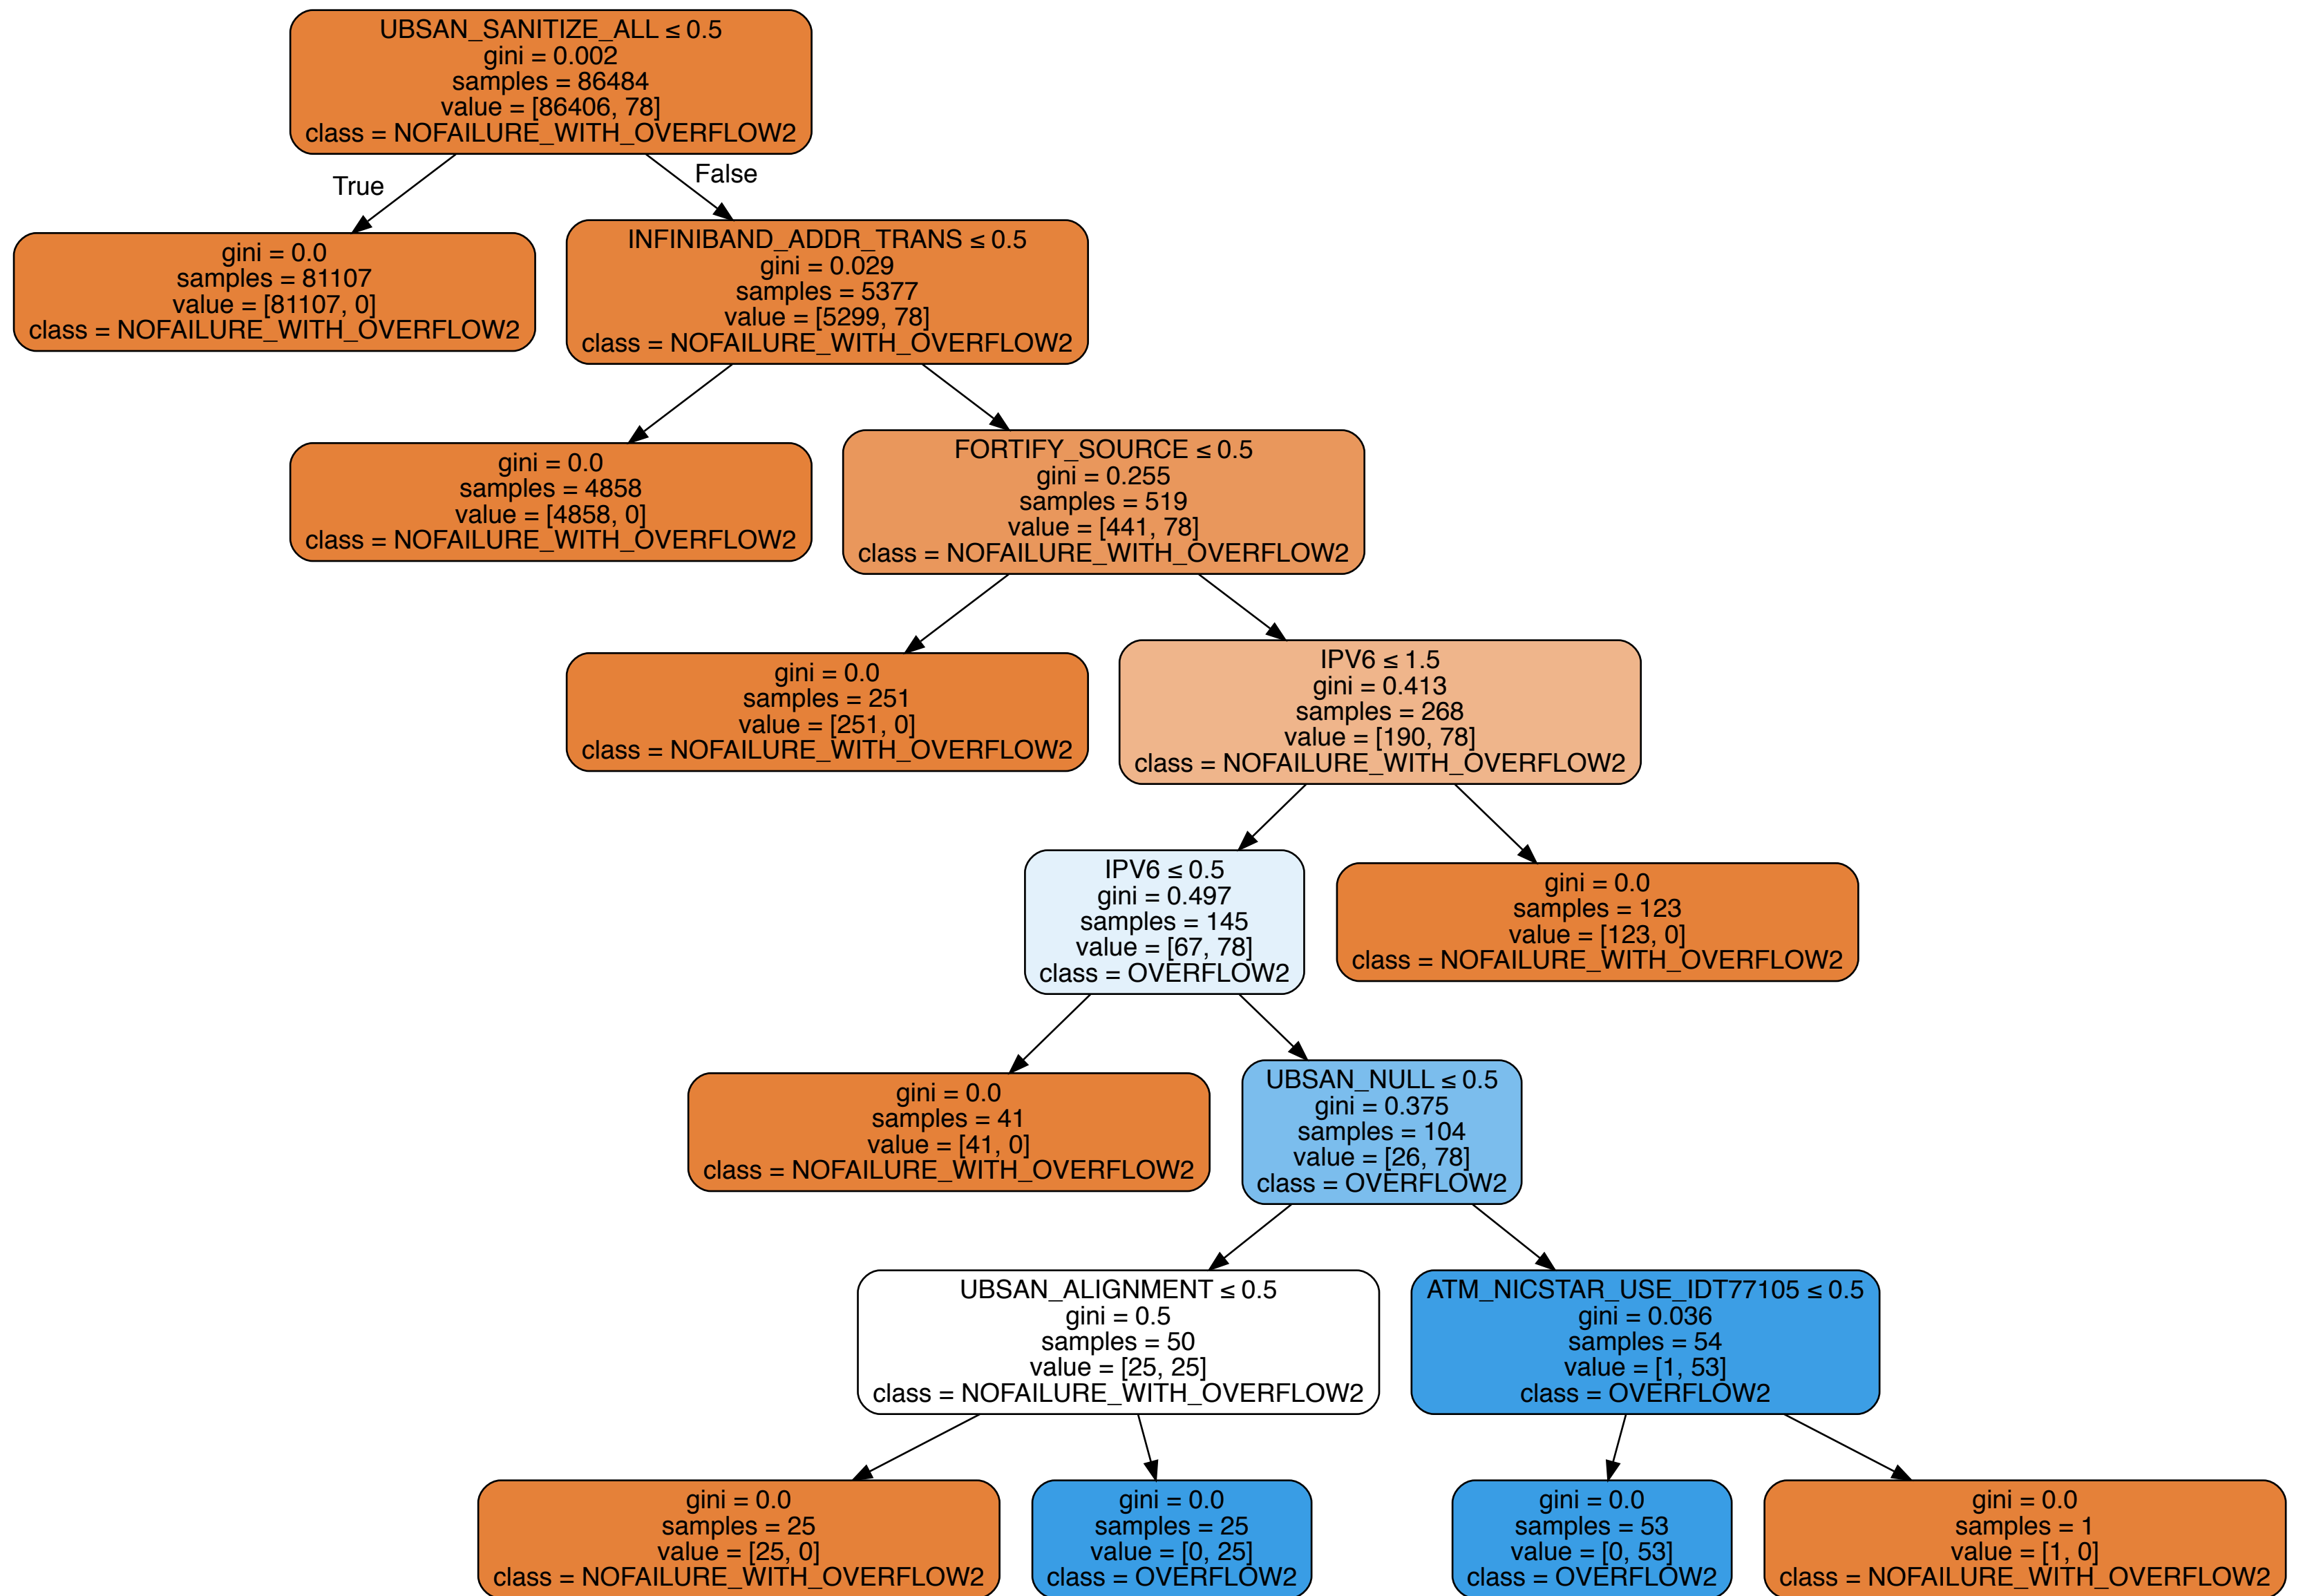 UBSAN_SANITIZE_ALL ≤ 0.5
gini = 0.002
samples = 86484
value = [86406, 78]
class = NOFAILURE_WITH_OVERFLOW2
True
False
gini = 0.0
samples = 81107
value = [81107, 0]
class = NOFAILURE_WITH_OVERFLOW2
INFINIBAND_ADDR_TRANS ≤ 0.5
gini = 0.029
samples = 5377
value = [5299, 78]
class = NOFAILURE_WITH_OVERFLOW2
gini = 0.0
samples = 4858
value = [4858, 0]
class = NOFAILURE_WITH_OVERFLOW2
FORTIFY_SOURCE ≤ 0.5
gini = 0.255
samples = 519
value = [441, 78]
class = NOFAILURE_WITH_OVERFLOW2
gini = 0.0
samples = 251
value = [251, 0]
class = NOFAILURE_WITH_OVERFLOW2
IPV6 ≤ 1.5
gini = 0.413
samples = 268
value = [190, 78]
class = NOFAILURE_WITH_OVERFLOW2
IPV6 ≤ 0.5
gini = 0.497
samples = 145
value = [67, 78]
class = OVERFLOW2
gini = 0.0
samples = 123
value = [123, 0]
class = NOFAILURE_WITH_OVERFLOW2
gini = 0.0
samples = 41
value = [41, 0]
class = NOFAILURE_WITH_OVERFLOW2
UBSAN_NULL ≤ 0.5
gini = 0.375
samples = 104
value = [26, 78]
class = OVERFLOW2
UBSAN_ALIGNMENT ≤ 0.5
gini = 0.5
samples = 50
value = [25, 25]
class = NOFAILURE_WITH_OVERFLOW2
ATM_NICSTAR_USE_IDT77105 ≤ 0.5
gini = 0.036
samples = 54
value = [1, 53]
class = OVERFLOW2
gini = 0.0
samples = 25
value = [25, 0]
class = NOFAILURE_WITH_OVERFLOW2
gini = 0.0
samples = 25
value = [0, 25]
class = OVERFLOW2
gini = 0.0
samples = 53
value = [0, 53]
class = OVERFLOW2
gini = 0.0
samples = 1
value = [1, 0]
class = NOFAILURE_WITH_OVERFLOW2